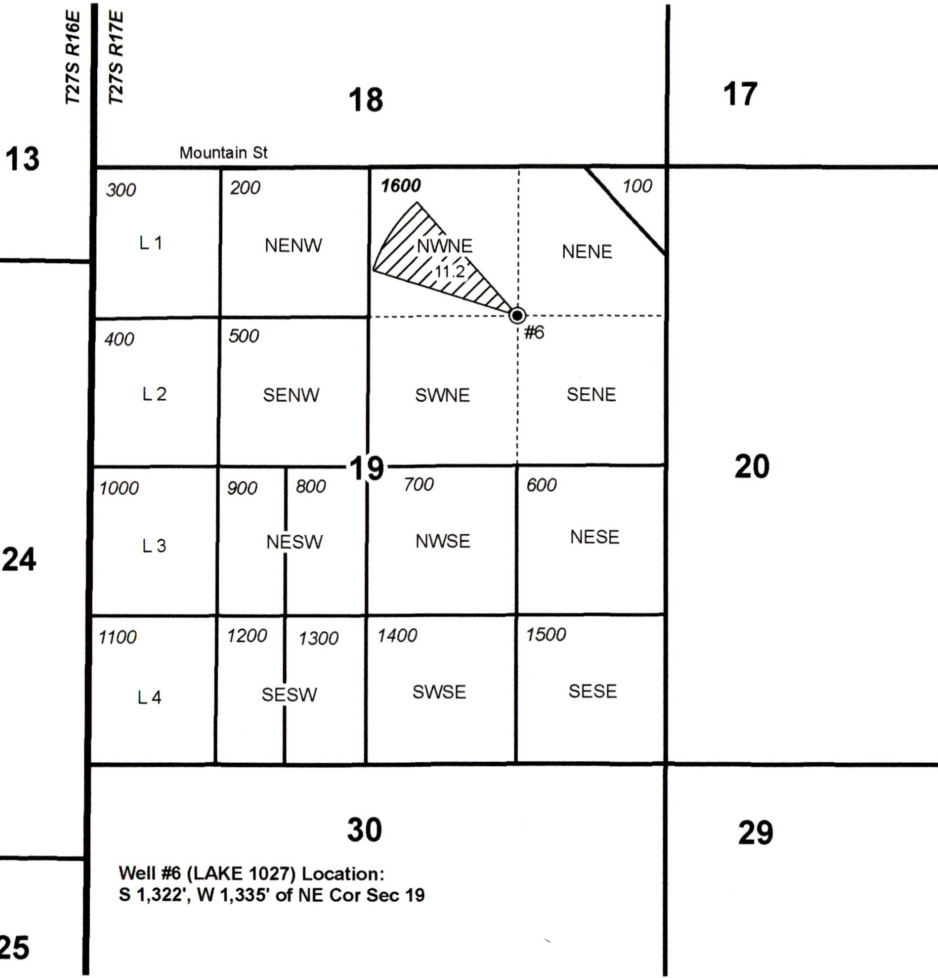 T27S R16E
T27S R17E
18
17
13
Mountain St
300
200
1600
100
L 1
NENW
NWNE
NENE
11.2
#6
400
500
L 2
SENW
SWNE
SENE
19
20
1000
900
800
700
600
L 3
NESW
NWSE
NESE
24
1100
1200
1300
1400
1500
L 4
SESW
SWSE
SESE
30
29
Well #6 (LAKE 1027) Location:
S 1,322', W 1,335' of NE Cor Sec 19
25